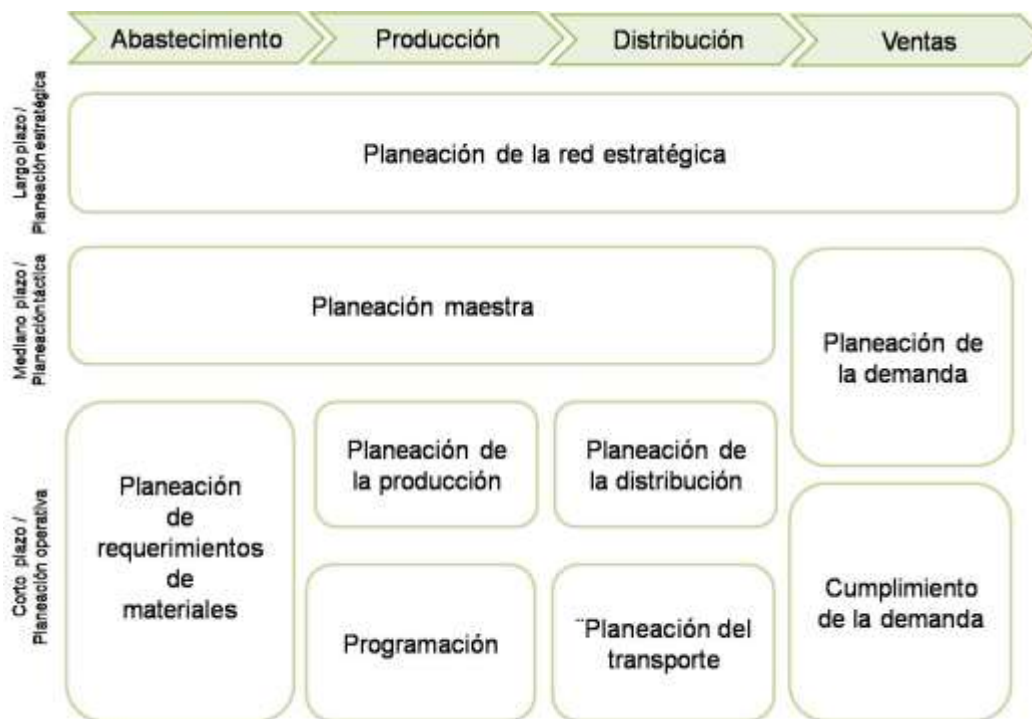 Abastecimiento
Producción
Distribución
Ventas
Largo plazo /
Planeación estratégica
Planeación de la red estratégica
Mediano plazo /
Planeación táctica
Planeación maestra
Planeación de
la demanda
Corto plazo /
Planeación operativa
Planeación
de
requerimientos
de
materiales
Planeación de
la producción
Planeación de
la distribución
Programación
¨Planeación del
transporte
Cumplimiento
de la demanda